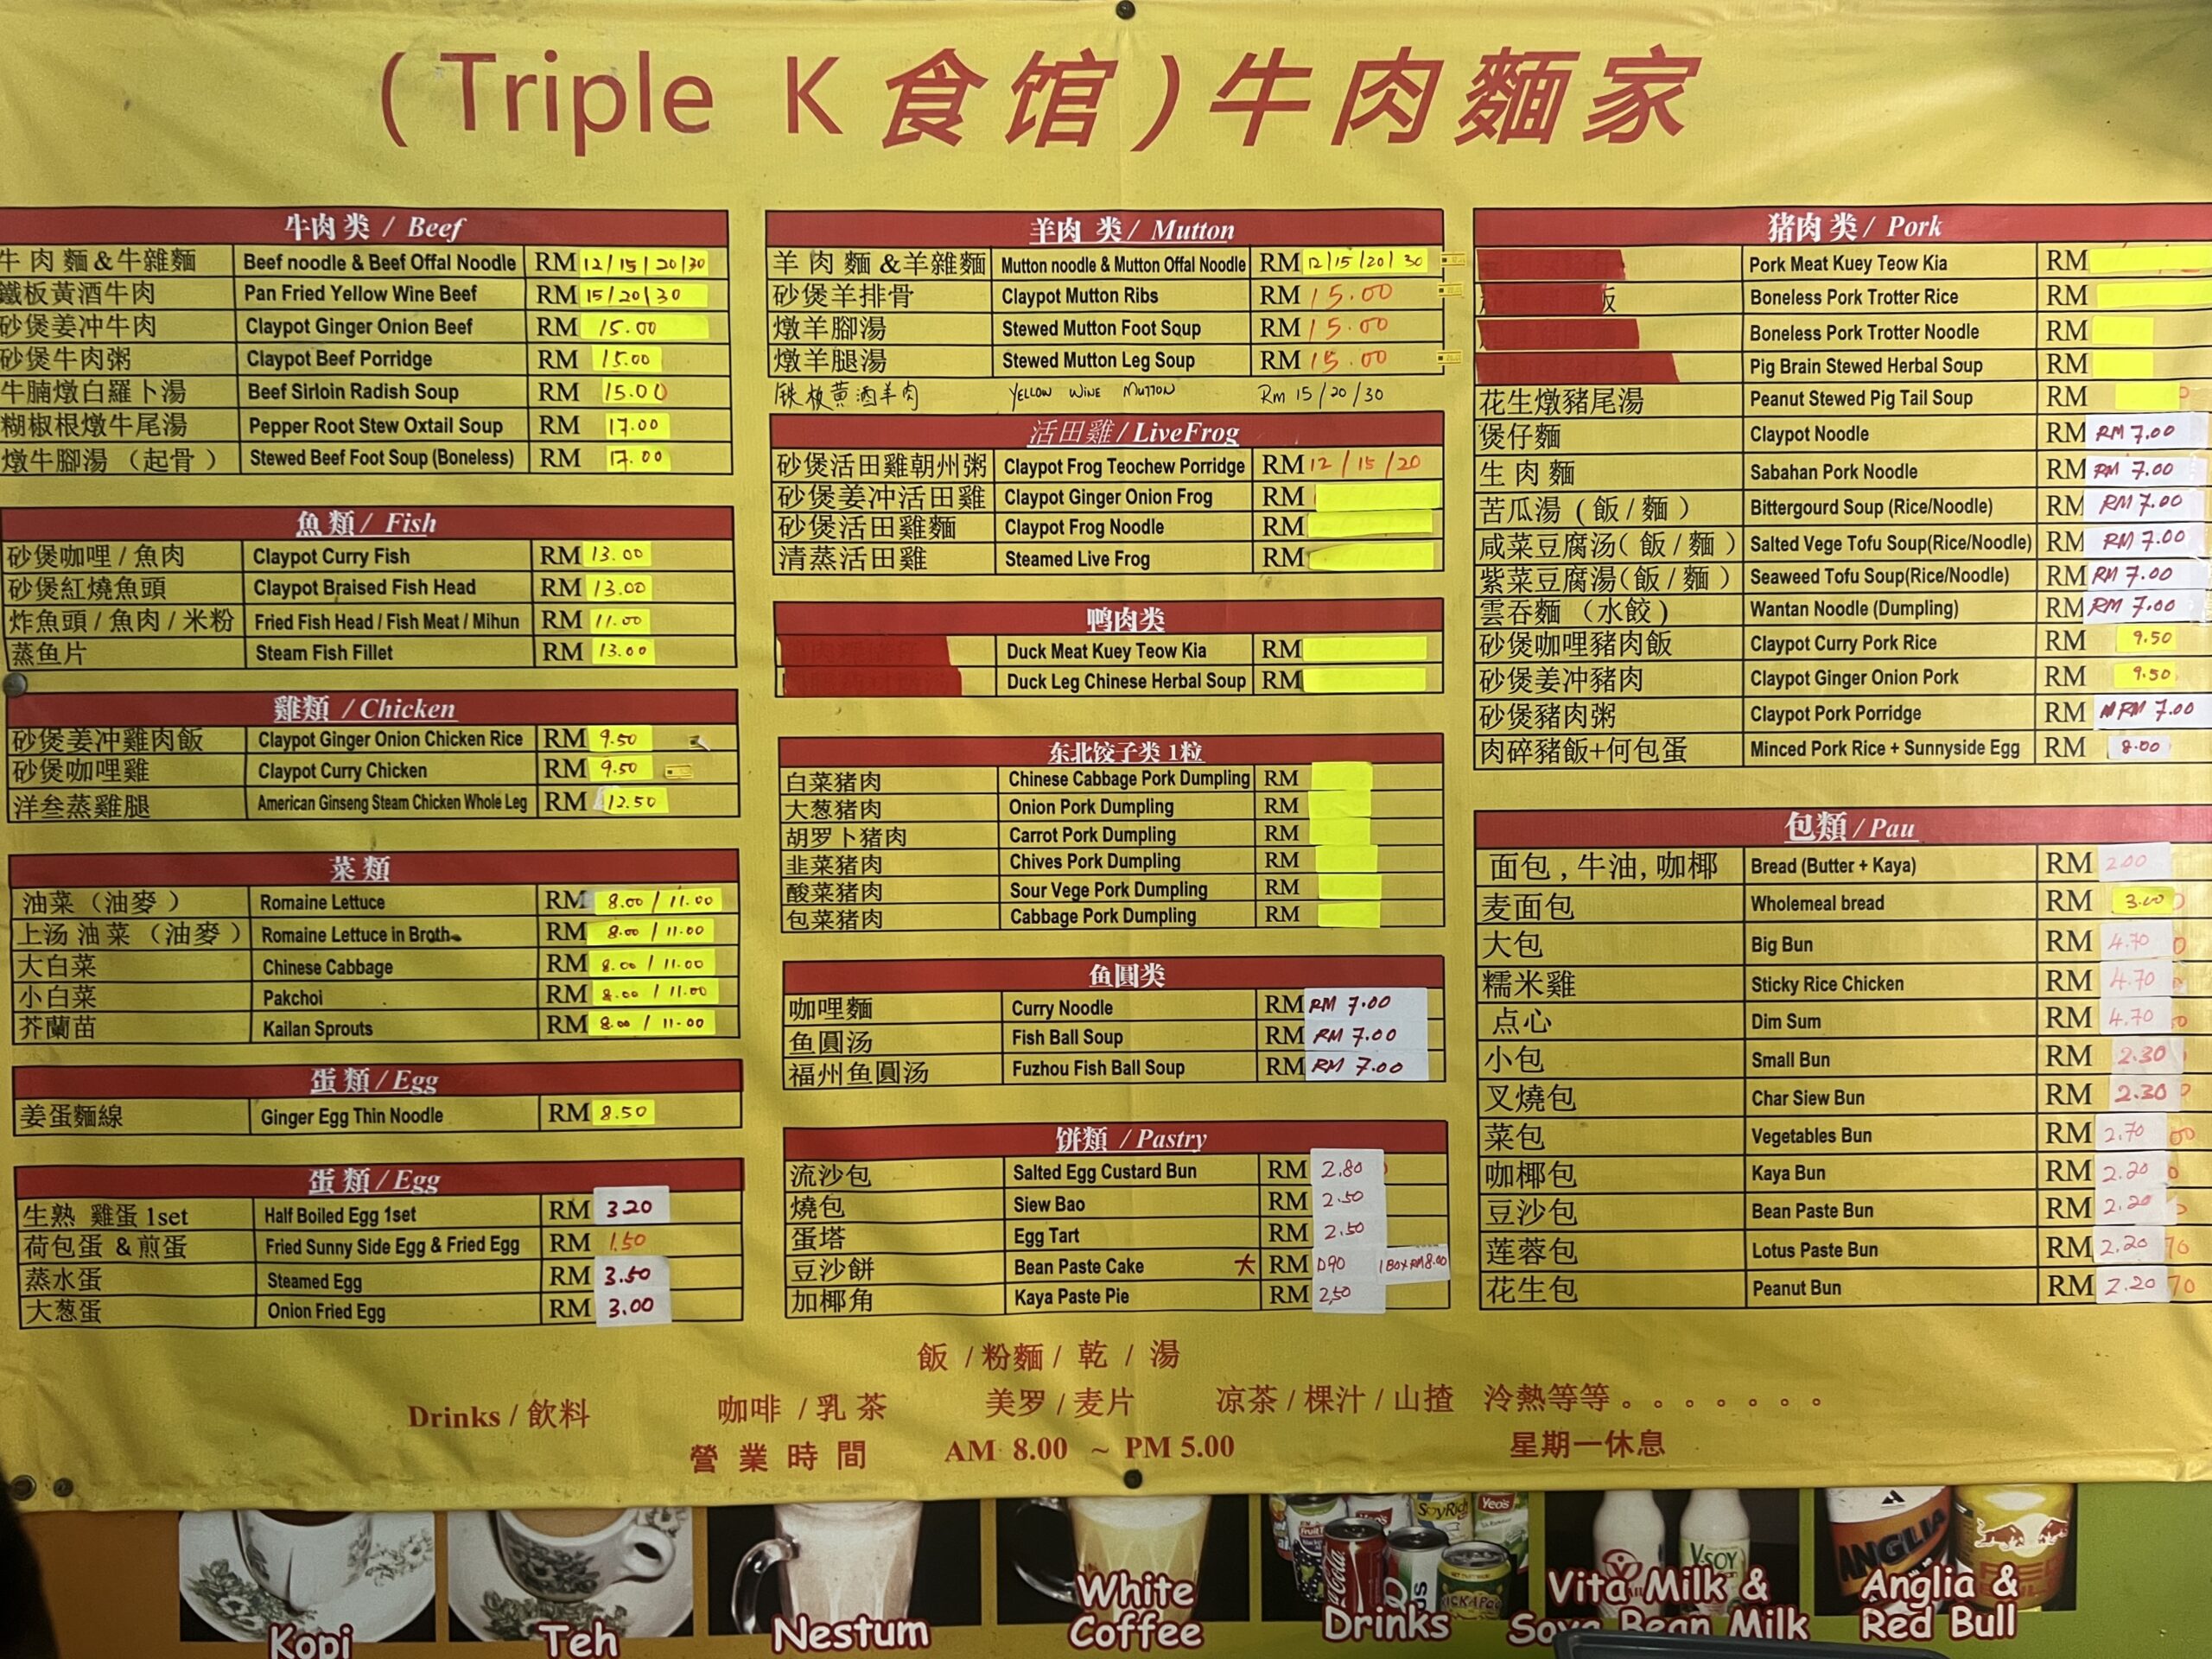 ( Triple K 食馆 ) 牛肉麵家
牛肉类 / Beef
牛肉麵&牛雜麵 Beef noodle & Beef Offal Noodle RM 12/15/20/30
鐵板黃酒牛肉 Pan Fried Yellow Wine Beef RM 15/20/30
砂煲姜冲牛肉 Claypot Ginger Onion Beef RM 15.00
砂煲牛肉粥 Claypot Beef Porridge RM 15.00
牛腩燉白羅卜湯 Beef Sirloin Radish Soup RM 15.00
糊椒根燉牛尾湯 Pepper Root Stew Oxtail Soup RM 17.00
燉牛腳湯（起骨） Stewed Beef Foot Soup (Boneless) RM 17.00
魚類 / Fish
砂煲咖哩 / 魚肉 Claypot Curry Fish RM 13.00
砂煲紅燒魚頭 Claypot Braised Fish Head RM 13.00
炸魚頭 / 魚肉 / 米粉 Fried Fish Head / Fish Meat / Mihun RM 11.00
蒸鱼片 Steam Fish Fillet RM 13.00
雞類 / Chicken
砂煲姜冲雞肉飯 Claypot Ginger Onion Chicken Rice RM 9.50
砂煲咖哩雞 Claypot Curry Chicken RM 9.50
洋叁蒸雞腿 American Ginseng Steam Chicken Whole Leg RM 12.50
菜類
油菜（油麥） Romaine Lettuce RM 8.00 / 11.00
上汤油菜（油麥） Romaine Lettuce in Broth RM 8.00 / 11.00
大白菜 Chinese Cabbage RM 8.00 / 11.00
小白菜 Pakchoi RM 8.00 / 11.00
芥蘭苗 Kailan Sprouts RM 8.00 / 11.00
蛋類 / Egg
姜蛋麵線 Ginger Egg Thin Noodle RM 8.50
蛋類 / Egg
生熟 雞蛋 1set Half Boiled Egg 1set RM 3.20
荷包蛋 & 煎蛋 Fried Sunny Side Egg & Fried Egg RM 1.50
蒸水蛋 Steamed Egg RM 3.50
大葱蛋 Onion Fried Egg RM 3.00
羊肉 类 / Mutton
羊肉麵&羊雜麵 Mutton noodle & Mutton Offal Noodle RM 12/15/20/30
砂煲羊排骨 Claypot Mutton Ribs RM 15.00
燉羊腳湯 Stewed Mutton Foot Soup RM 15.00
燉羊腿湯 Stewed Mutton Leg Soup RM 15.00
铁板黄酒羊肉 YELLOW WINE MUTTON Rm 15/20/30
活田雞 / LiveFrog
砂煲活田雞朝州粥 Claypot Frog Teochew Porridge RM 12 / 15 / 20
砂煲姜冲活田雞 Claypot Ginger Onion Frog RM
砂煲活田雞麵 Claypot Frog Noodle RM
清蒸活田雞 Steamed Live Frog RM
鸭肉类
Duck Meat Kuey Teow Kia RM
Duck Leg Chinese Herbal Soup RM
东北饺子类 1粒
白菜猪肉 Chinese Cabbage Pork Dumpling RM
大葱猪肉 Onion Pork Dumpling RM
胡罗卜猪肉 Carrot Pork Dumpling RM
韭菜猪肉 Chives Pork Dumpling RM
酸菜猪肉 Sour Vege Pork Dumpling RM
包菜猪肉 Cabbage Pork Dumpling RM
鱼圓类
咖哩麵 Curry Noodle RM RM 7.00
鱼圓汤 Fish Ball Soup RM RM 7.00
福州鱼圓汤 Fuzhou Fish Ball Soup RM RM 7.00
饼類 / Pastry
流沙包 Salted Egg Custard Bun RM 2.80
燒包 Siew Bao RM 2.50
蛋塔 Egg Tart RM 2.50
豆沙餅 Bean Paste Cake 大 RM 0.90 1 BOX RM8.00
加椰角 Kaya Paste Pie RM 2.50
猪肉类 / Pork
Pork Meat Kuey Teow Kia RM
Boneless Pork Trotter Rice RM
Boneless Pork Trotter Noodle RM
Pig Brain Stewed Herbal Soup RM
花生燉豬尾湯 Peanut Stewed Pig Tail Soup RM
煲仔麵 Claypot Noodle RM RM 7.00
生肉麵 Sabahan Pork Noodle RM RM 7.00
苦瓜湯 ( 飯 / 麵 ) Bittergourd Soup (Rice/Noodle) RM RM 7.00
咸菜豆腐汤( 飯 / 麵 ) Salted Vege Tofu Soup(Rice/Noodle) RM RM 7.00
紫菜豆腐湯(飯 / 麵 ) Seaweed Tofu Soup(Rice/Noodle) RM RM 7.00
雲吞麵 （水餃) Wantan Noodle (Dumpling) RM RM 7.00
砂煲咖哩豬肉飯 Claypot Curry Pork Rice RM 9.50
砂煲姜冲豬肉 Claypot Ginger Onion Pork RM 9.50
砂煲豬肉粥 Claypot Pork Porridge RM RM 7.00
肉碎豬飯+何包蛋 Minced Pork Rice + Sunnyside Egg RM 8.00
包類 / Pau
面包 , 牛油, 咖椰 Bread (Butter + Kaya) RM 2.00
麦面包 Wholemeal bread RM 3.00
大包 Big Bun RM 4.70
糯米雞 Sticky Rice Chicken RM 4.70
点心 Dim Sum RM 4.70
小包 Small Bun RM 2.30
叉燒包 Char Siew Bun RM 2.30
菜包 Vegetables Bun RM 2.70
咖椰包 Kaya Bun RM 2.20
豆沙包 Bean Paste Bun RM 2.20
莲蓉包 Lotus Paste Bun RM 2.20
花生包 Peanut Bun RM 2.20
飯 / 粉麵 / 乾 / 湯
Drinks / 飲料 咖啡 / 乳茶 美罗 / 麦片 凉茶 / 棵汁 / 山揸 泠熱等等。。。。。。。
營業時間 AM 8.00 ~ PM 5.00 星期一休息
Kopi
Teh
Nestum
White Coffee
Drinks
Vita Milk & Soya Bean Milk
Anglia & Red Bull
SoyRich
Yeo's
Coca-Cola
V-SOY
ANGLIA